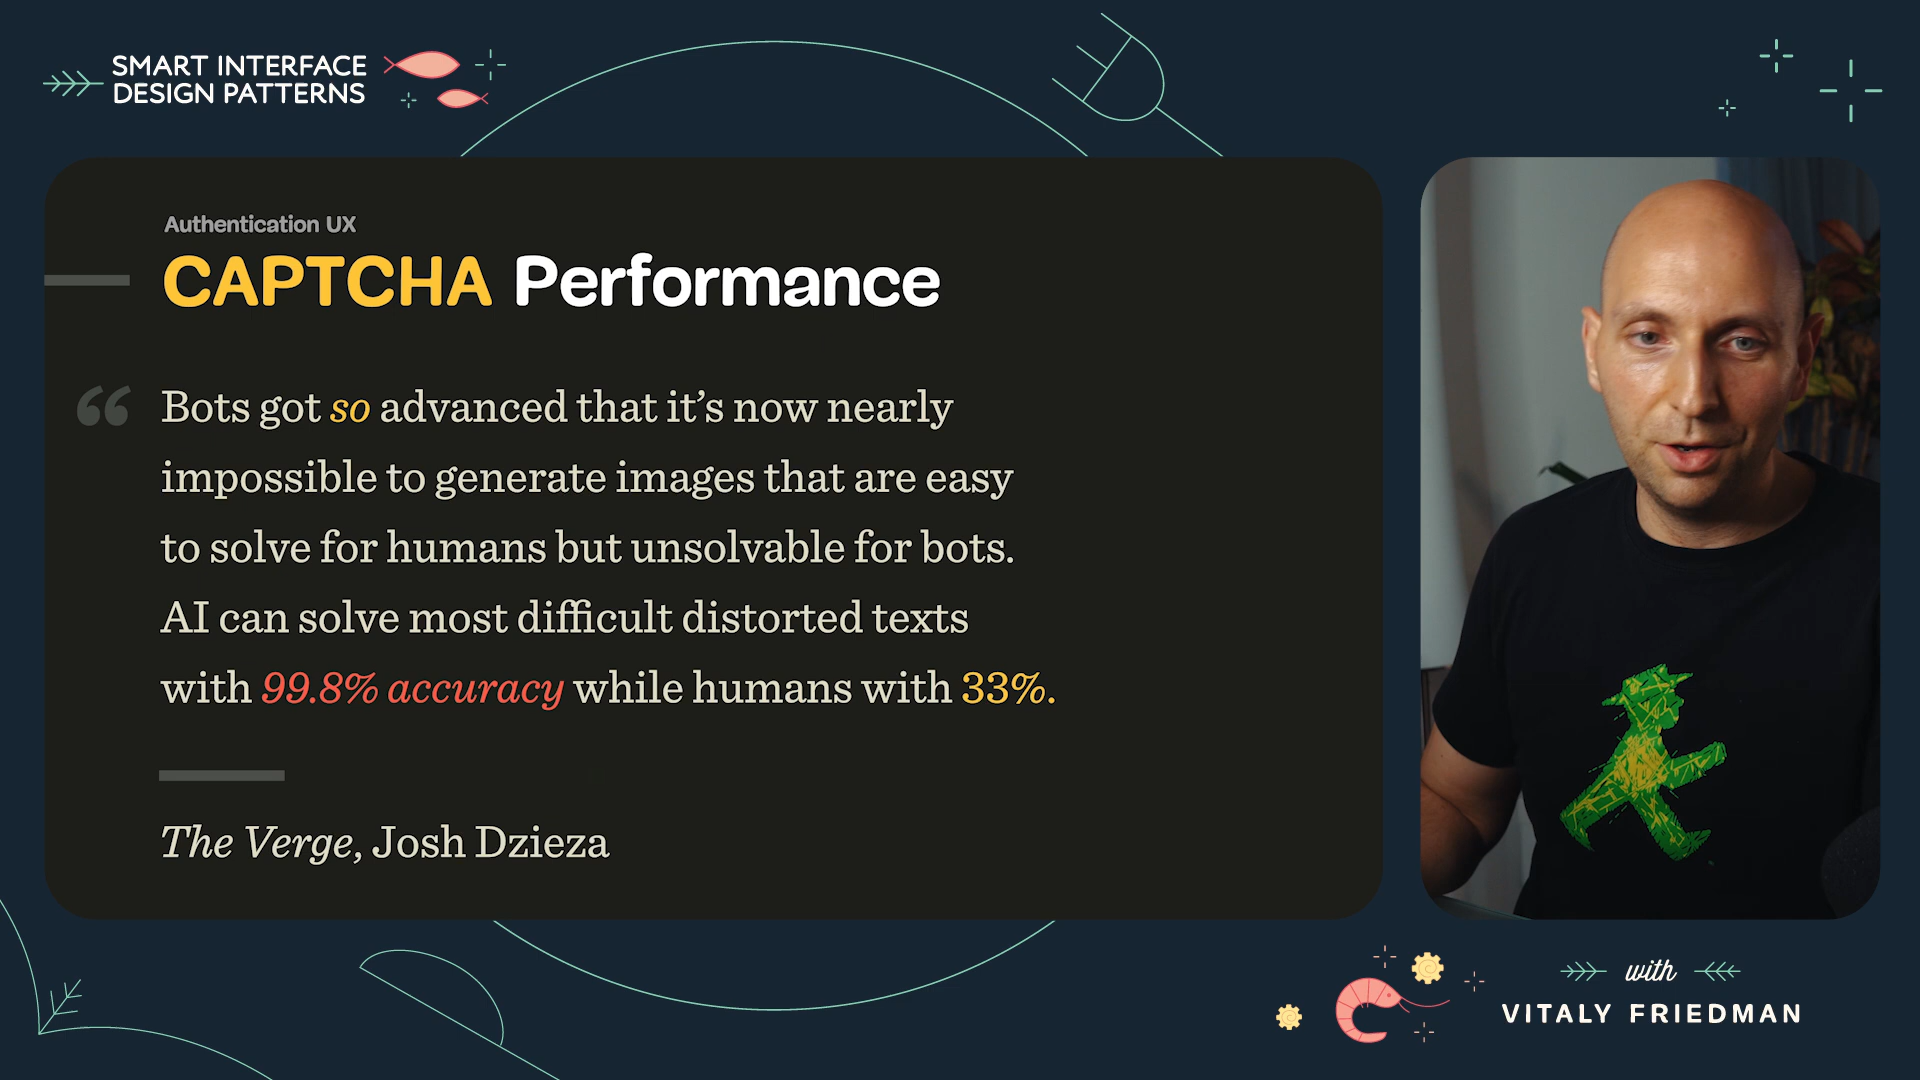 SMART INTERFACE
DESIGN PATTERNS
Authentication UX
CAPTCHA Performance
“ Bots got so advanced that it’s now nearly
impossible to generate images that are easy
to solve for humans but unsolvable for bots.
AI can solve most difficult distorted texts
with 99.8% accuracy while humans with 33%.
The Verge, Josh Dzieza
with
VITALY FRIEDMAN